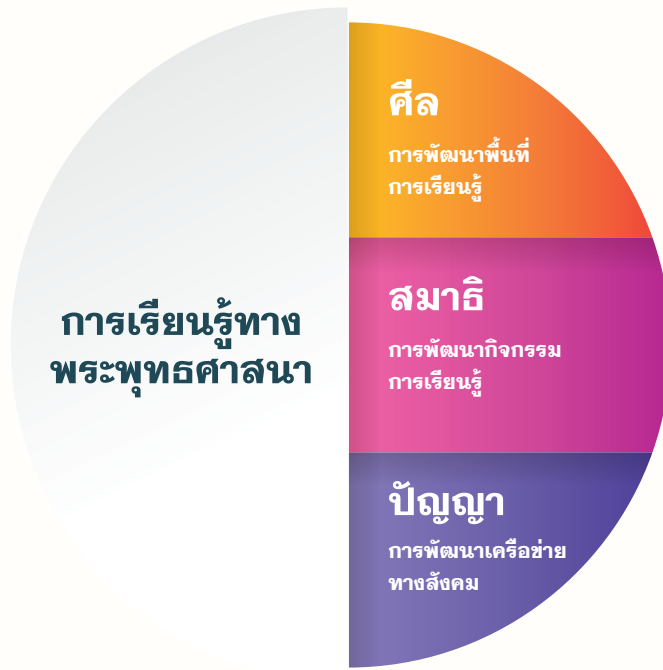 การเรียนรู้ทาง
พระพุทธศาสนา
ศีล
การพัฒนาพื้นที่
การเรียนรู้
สมาธิ
การพัฒนากิจกรรม
การเรียนรู้
ปัญญา
การพัฒนาเครือข่าย
ทางสังคม